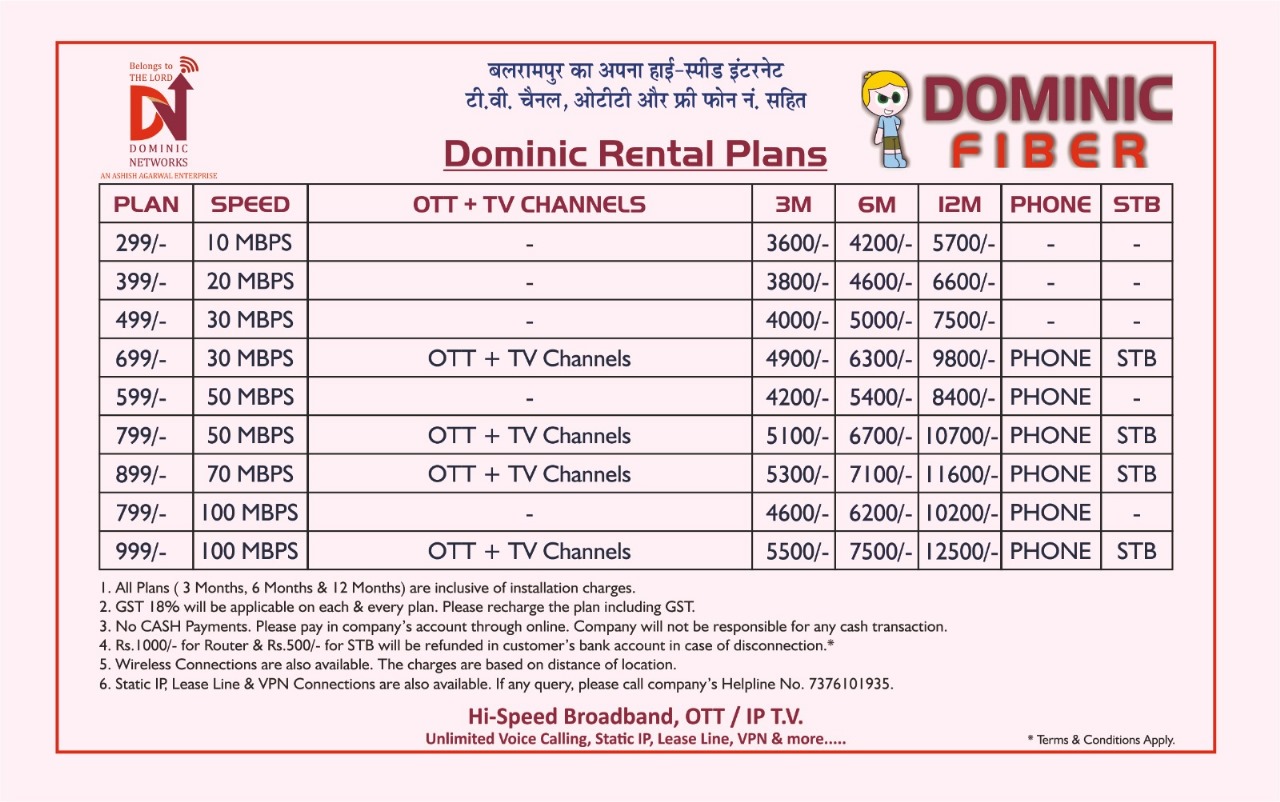 Belongs to
THE LORD
DN
DOMINIC
NETWORKS
AN ASHISH AGARWAL ENTERPRISE
बलरामपुर का अपना हाई-स्पीड इंटरनेट
टी.वी. चैनल, ओटीटी और फ्री फोन नं. सहित
Dominic Rental Plans
DOMINIC
FIBER
PLAN SPEED OTT + TV CHANNELS 3M 6M 12M PHONE STB
299/- 10 MBPS - 3600/- 4200/- 5700/- - -
399/- 20 MBPS - 3800/- 4600/- 6600/- - -
499/- 30 MBPS - 4000/- 5000/- 7500/- - -
699/- 30 MBPS OTT + TV Channels 4900/- 6300/- 9800/- PHONE STB
599/- 50 MBPS - 4200/- 5400/- 8400/- PHONE -
799/- 50 MBPS OTT + TV Channels 5100/- 6700/- 10700/- PHONE STB
899/- 70 MBPS OTT + TV Channels 5300/- 7100/- 11600/- PHONE STB
799/- 100 MBPS - 4600/- 6200/- 10200/- PHONE -
999/- 100 MBPS OTT + TV Channels 5500/- 7500/- 12500/- PHONE STB
1. All Plans ( 3 Months, 6 Months & 12 Months) are inclusive of installation charges.
2. GST 18% will be applicable on each & every plan. Please recharge the plan including GST.
3. No CASH Payments. Please pay in company's account through online. Company will not be responsible for any cash transaction.
4. Rs.1000/- for Router & Rs.500/- for STB will be refunded in customer's bank account in case of disconnection.*
5. Wireless Connections are also available. The charges are based on distance of location.
6. Static IP, Lease Line & VPN Connections are also available. If any query, please call company's Helpline No. 7376101935.
Hi-Speed Broadband, OTT / IP T.V.
Unlimited Voice Calling, Static IP, Lease Line, VPN & more.....
* Terms & Conditions Apply.